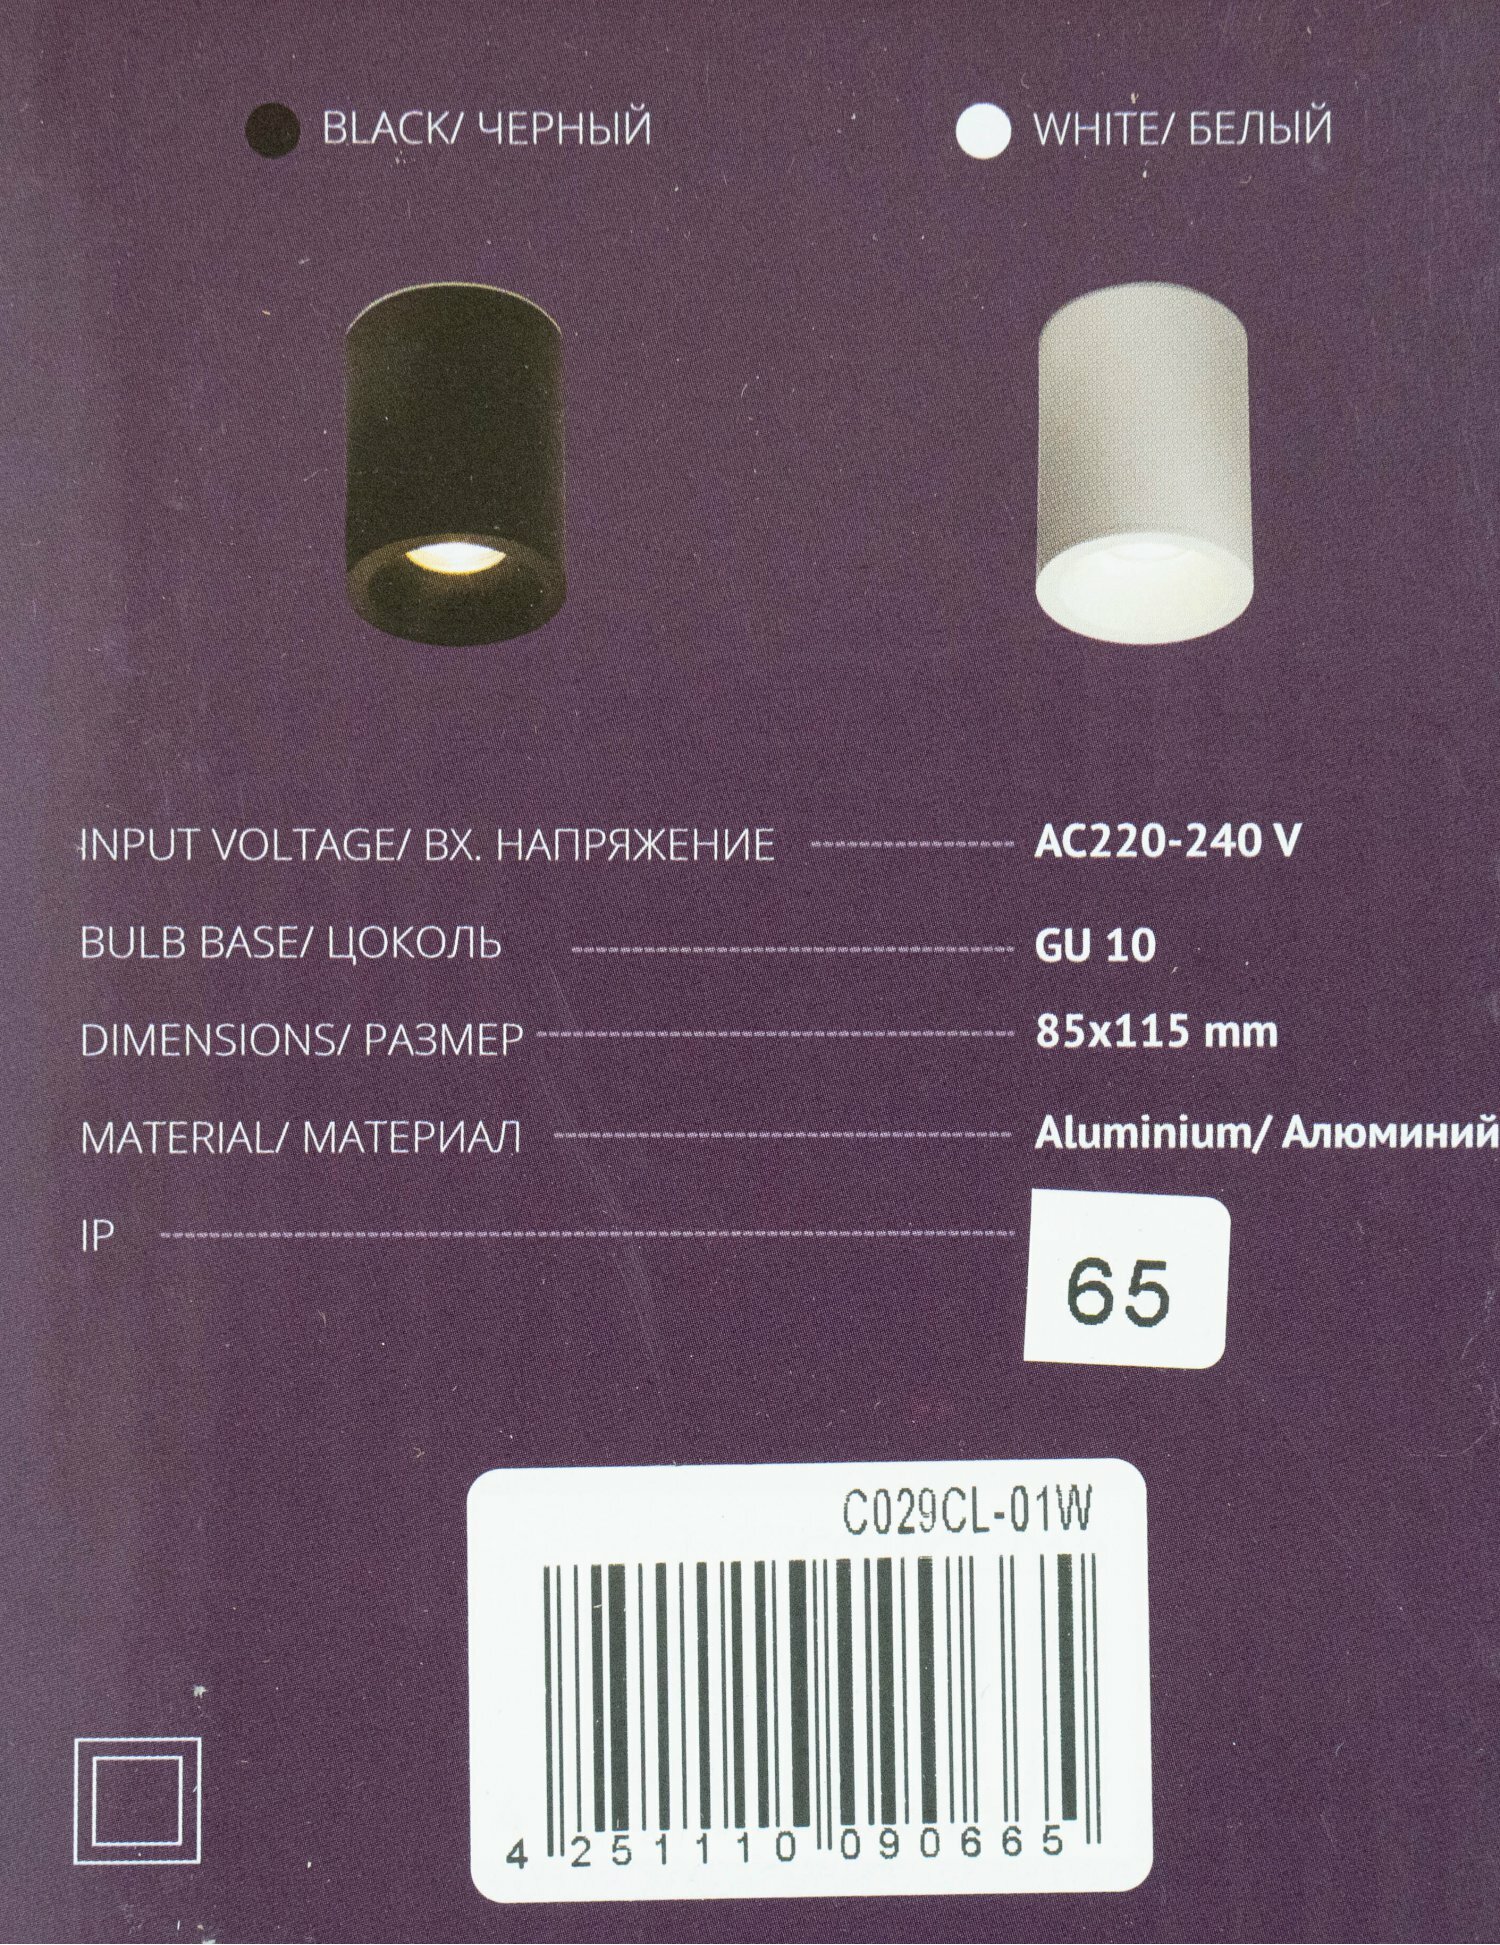 BLACK/ ЧЕРНЫЙ
WHITE/ БЕЛЫЙ
INPUT VOLTAGE/ ВХ. НАПРЯЖЕНИЕ AC220-240 V
BULB BASE/ ЦОКОЛЬ GU 10
DIMENSIONS/ РАЗМЕР 85x115 mm
MATERIAL/ МАТЕРИАЛ Aluminium/ Алюминий
IP 65
C029CL-01W
4 251110 090665